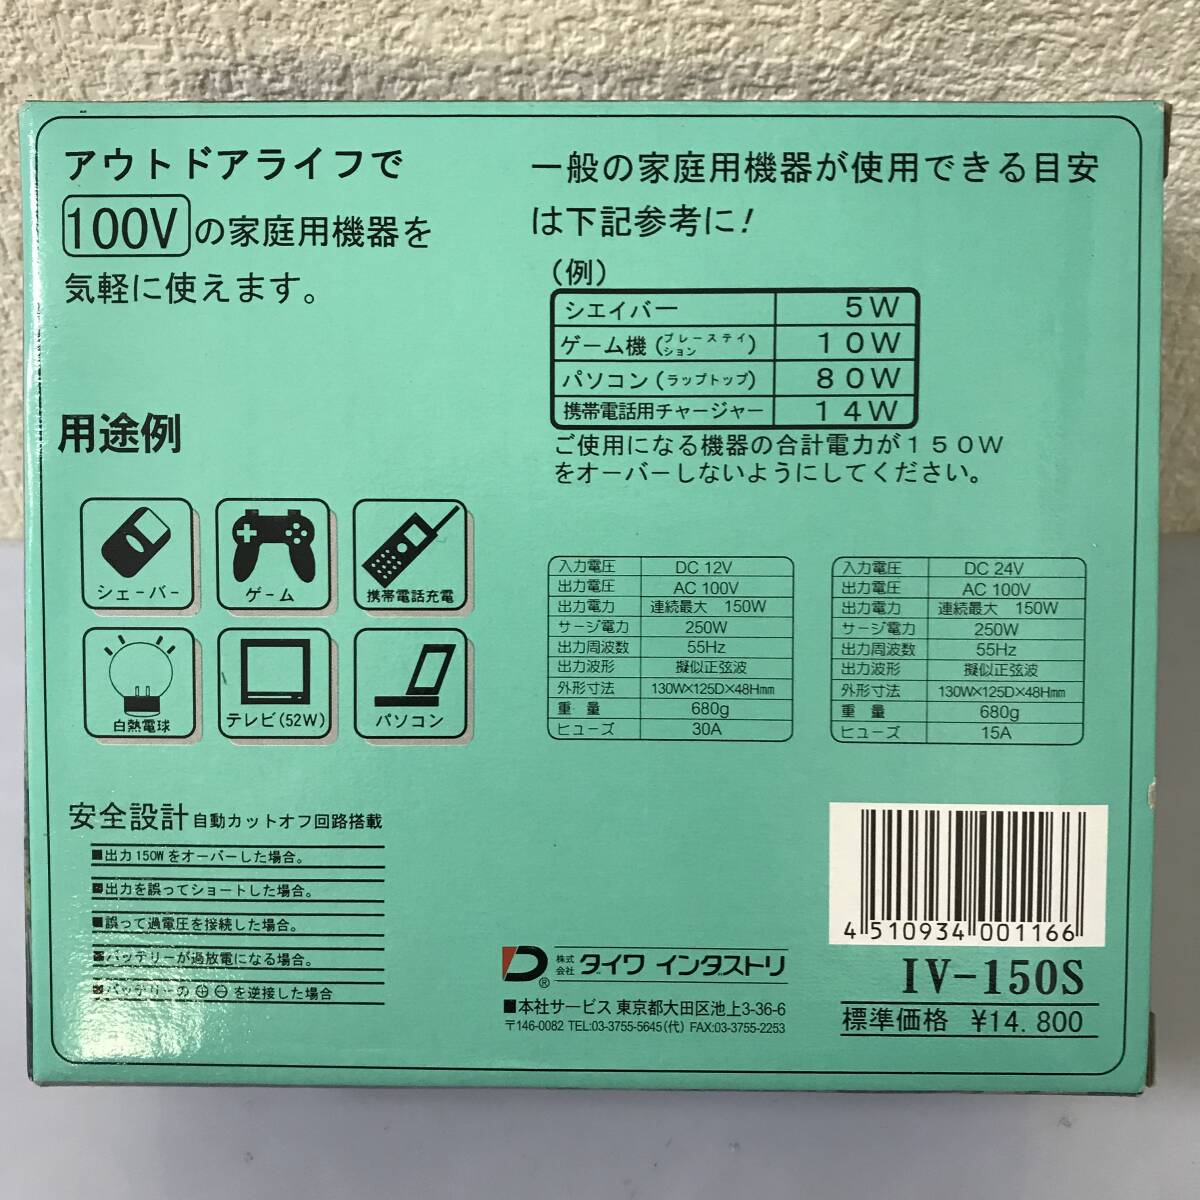 アウトドアライフで
100Vの家庭用機器を
気軽に使えます。
一般の家庭用機器が使用できる目安
は下記参考に!
(例)
シエイバー 5W
ゲーム機(プレーステイション) 10W
パソコン(ラップトップ) 80W
携帯電話用チャージャー 14W
ご使用になる機器の合計電力が150W
をオーバーしないようにしてください。
用途例
シェーバー
ゲーム
携帯電話充電
白熱電球
テレビ(52W)
パソコン
入力電圧 DC 12V
出力電圧 AC 100V
出力電力 連続最大 150W
サージ電力 250W
出力周波数 55Hz
出力波形 擬似正弦波
外形寸法 130W×125D×48Hmm
重量 680g
ヒューズ 30A
入力電圧 DC 24V
出力電圧 AC 100V
出力電力 連続最大 150W
サージ電力 250W
出力周波数 55Hz
出力波形 擬似正弦波
外形寸法 130W×125D×48Hmm
重量 680g
ヒューズ 15A
安全設計 自動カットオフ回路搭載
■出力150Wをオーバーした場合。
■出力を誤ってショートした場合。
■誤って過電圧を接続した場合。
■バッテリーが過放電になる場合。
■バッテリーの⊕⊖を逆接した場合
D® 株式会社 ダイワ インダストリ
■本社サービス 東京都大田区池上3-36-6
〒146-0082 TEL:03-3755-5645(代) FAX:03-3755-2253
4 510934 001166
IV-150S
標準価格 ¥14.800